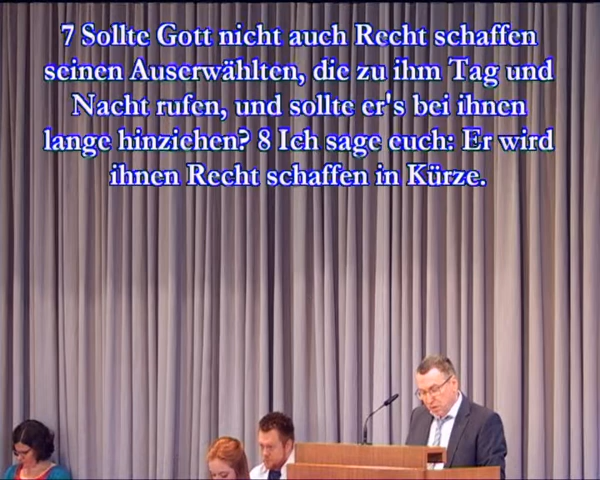 7 Sollte Gott nicht auch Recht schaffen
seinen Auserwählten, die zu ihm Tag und
Nacht rufen, und sollte er's bei ihnen
lange hinziehen? 8 Ich sage euch: Er wird
ihnen Recht schaffen in Kürze.